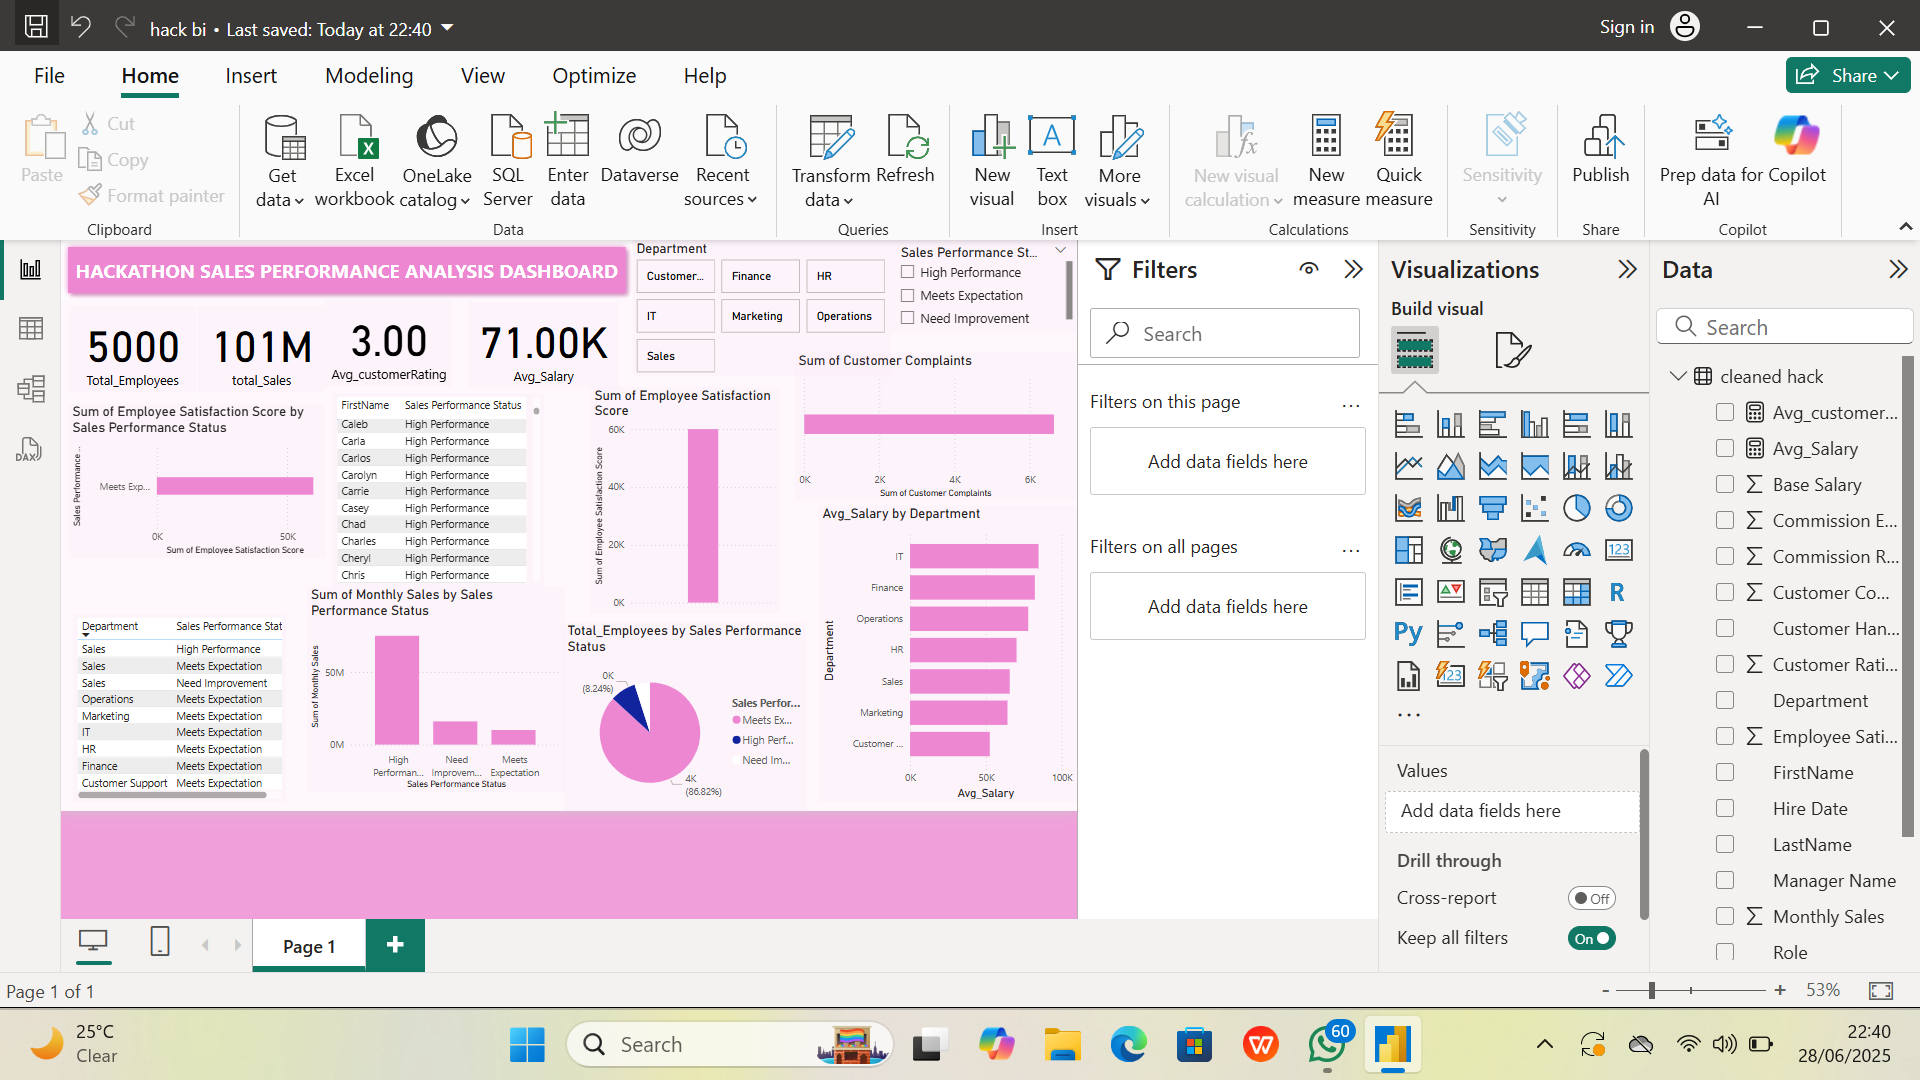 hack bi • Last saved: Today at 22:40
Sign in
File Home Insert Modeling View Optimize Help
Share
Paste
Cut
Copy
Format painter
Clipboard
Get data
Excel workbook
OneLake catalog
SQL Server
Enter data
Dataverse
Recent sources
Data
Transform data
Refresh
Queries
New visual
Text box
More visuals
Insert
New visual calculation
New measure
Quick measure
Calculations
Sensitivity
Sensitivity
Publish
Share
Prep data for AI
Copilot
Copilot
HACKATHON SALES PERFORMANCE ANALYSIS DASHBOARD
Department
Customer...
Finance
HR
IT
Marketing
Operations
Sales
Sales Performance St...
High Performance
Meets Expectation
Need Improvement
5000
Total_Employees
101M
total_Sales
3.00
Avg_customerRating
71.00K
Avg_Salary
Sum of Employee Satisfaction Score by
Sales Performance Status
Sales Performance ...
Meets Exp...
0K 50K
Sum of Employee Satisfaction Score
FirstName Sales Performance Status
Caleb High Performance
Carla High Performance
Carlos High Performance
Carolyn High Performance
Carrie High Performance
Casey High Performance
Chad High Performance
Charles High Performance
Cheryl High Performance
Chris High Performance
Sum of Employee Satisfaction
Score
Sum of Employee Satisfaction Score
60K
40K
20K
0K
Sum of Customer Complaints
0K 2K 4K 6K
Sum of Customer Complaints
Avg_Salary by Department
Department
IT
Finance
Operations
HR
Sales
Marketing
Customer ...
0K 50K 100K
Avg_Salary
Department Sales Performance Stat
Sales High Performance
Sales Meets Expectation
Sales Need Improvement
Operations Meets Expectation
Marketing Meets Expectation
IT Meets Expectation
HR Meets Expectation
Finance Meets Expectation
Customer Support Meets Expectation
Sum of Monthly Sales by Sales
Performance Status
Sum of Monthly Sales
50M
0M
High Performan...
Need Improvem...
Meets Expectation
Sales Performance Status
Total_Employees by Sales Performance
Status
0K
(8.24%)
4K
(86.82%)
Sales Perfor...
Meets Ex...
High Perf...
Need Im...
Filters
Search
Filters on this page ...
Add data fields here
Filters on all pages ...
Add data fields here
Visualizations
Build visual
123
R
Py
123
...
Values
Add data fields here
Drill through
Cross-report Off
Keep all filters On
Data
Search
cleaned hack
Avg_customer...
Avg_Salary
Base Salary
Commission E...
Commission R...
Customer Co...
Customer Han...
Customer Rati...
Department
Employee Sati...
FirstName
Hire Date
LastName
Manager Name
Monthly Sales
Role
DAX
Page 1
+
Page 1 of 1
- + 53%
25°C
Clear
Search
60
22:40
28/06/2025